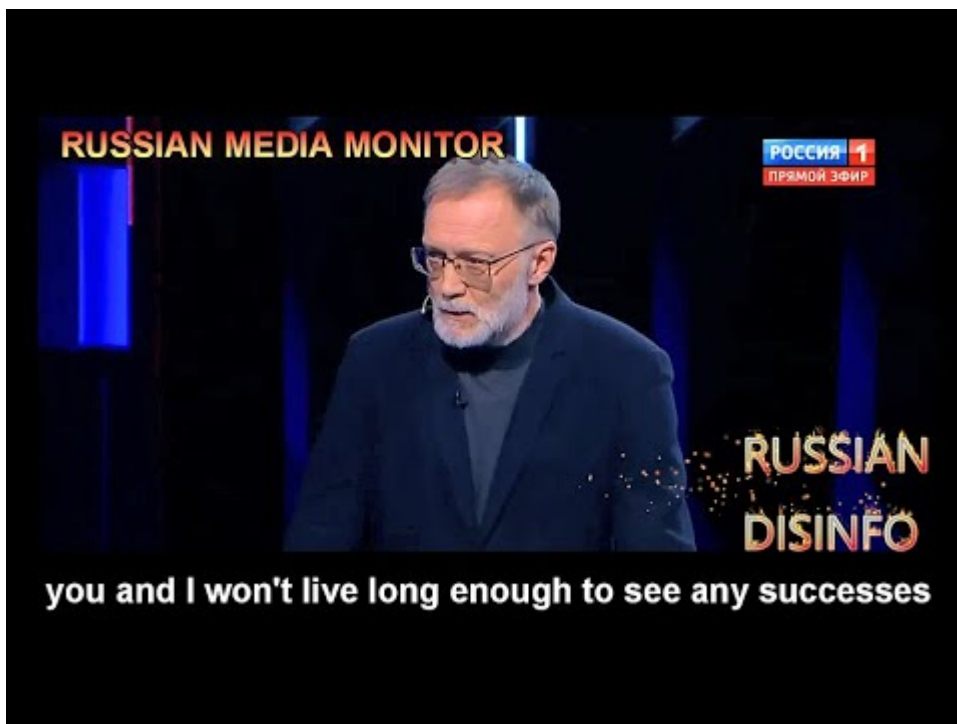 RUSSIAN MEDIA MONITOR
РОССИЯ 1
ПРЯМОЙ ЭФИР
RUSSIAN
DISINFO
you and I won't live long enough to see any successes